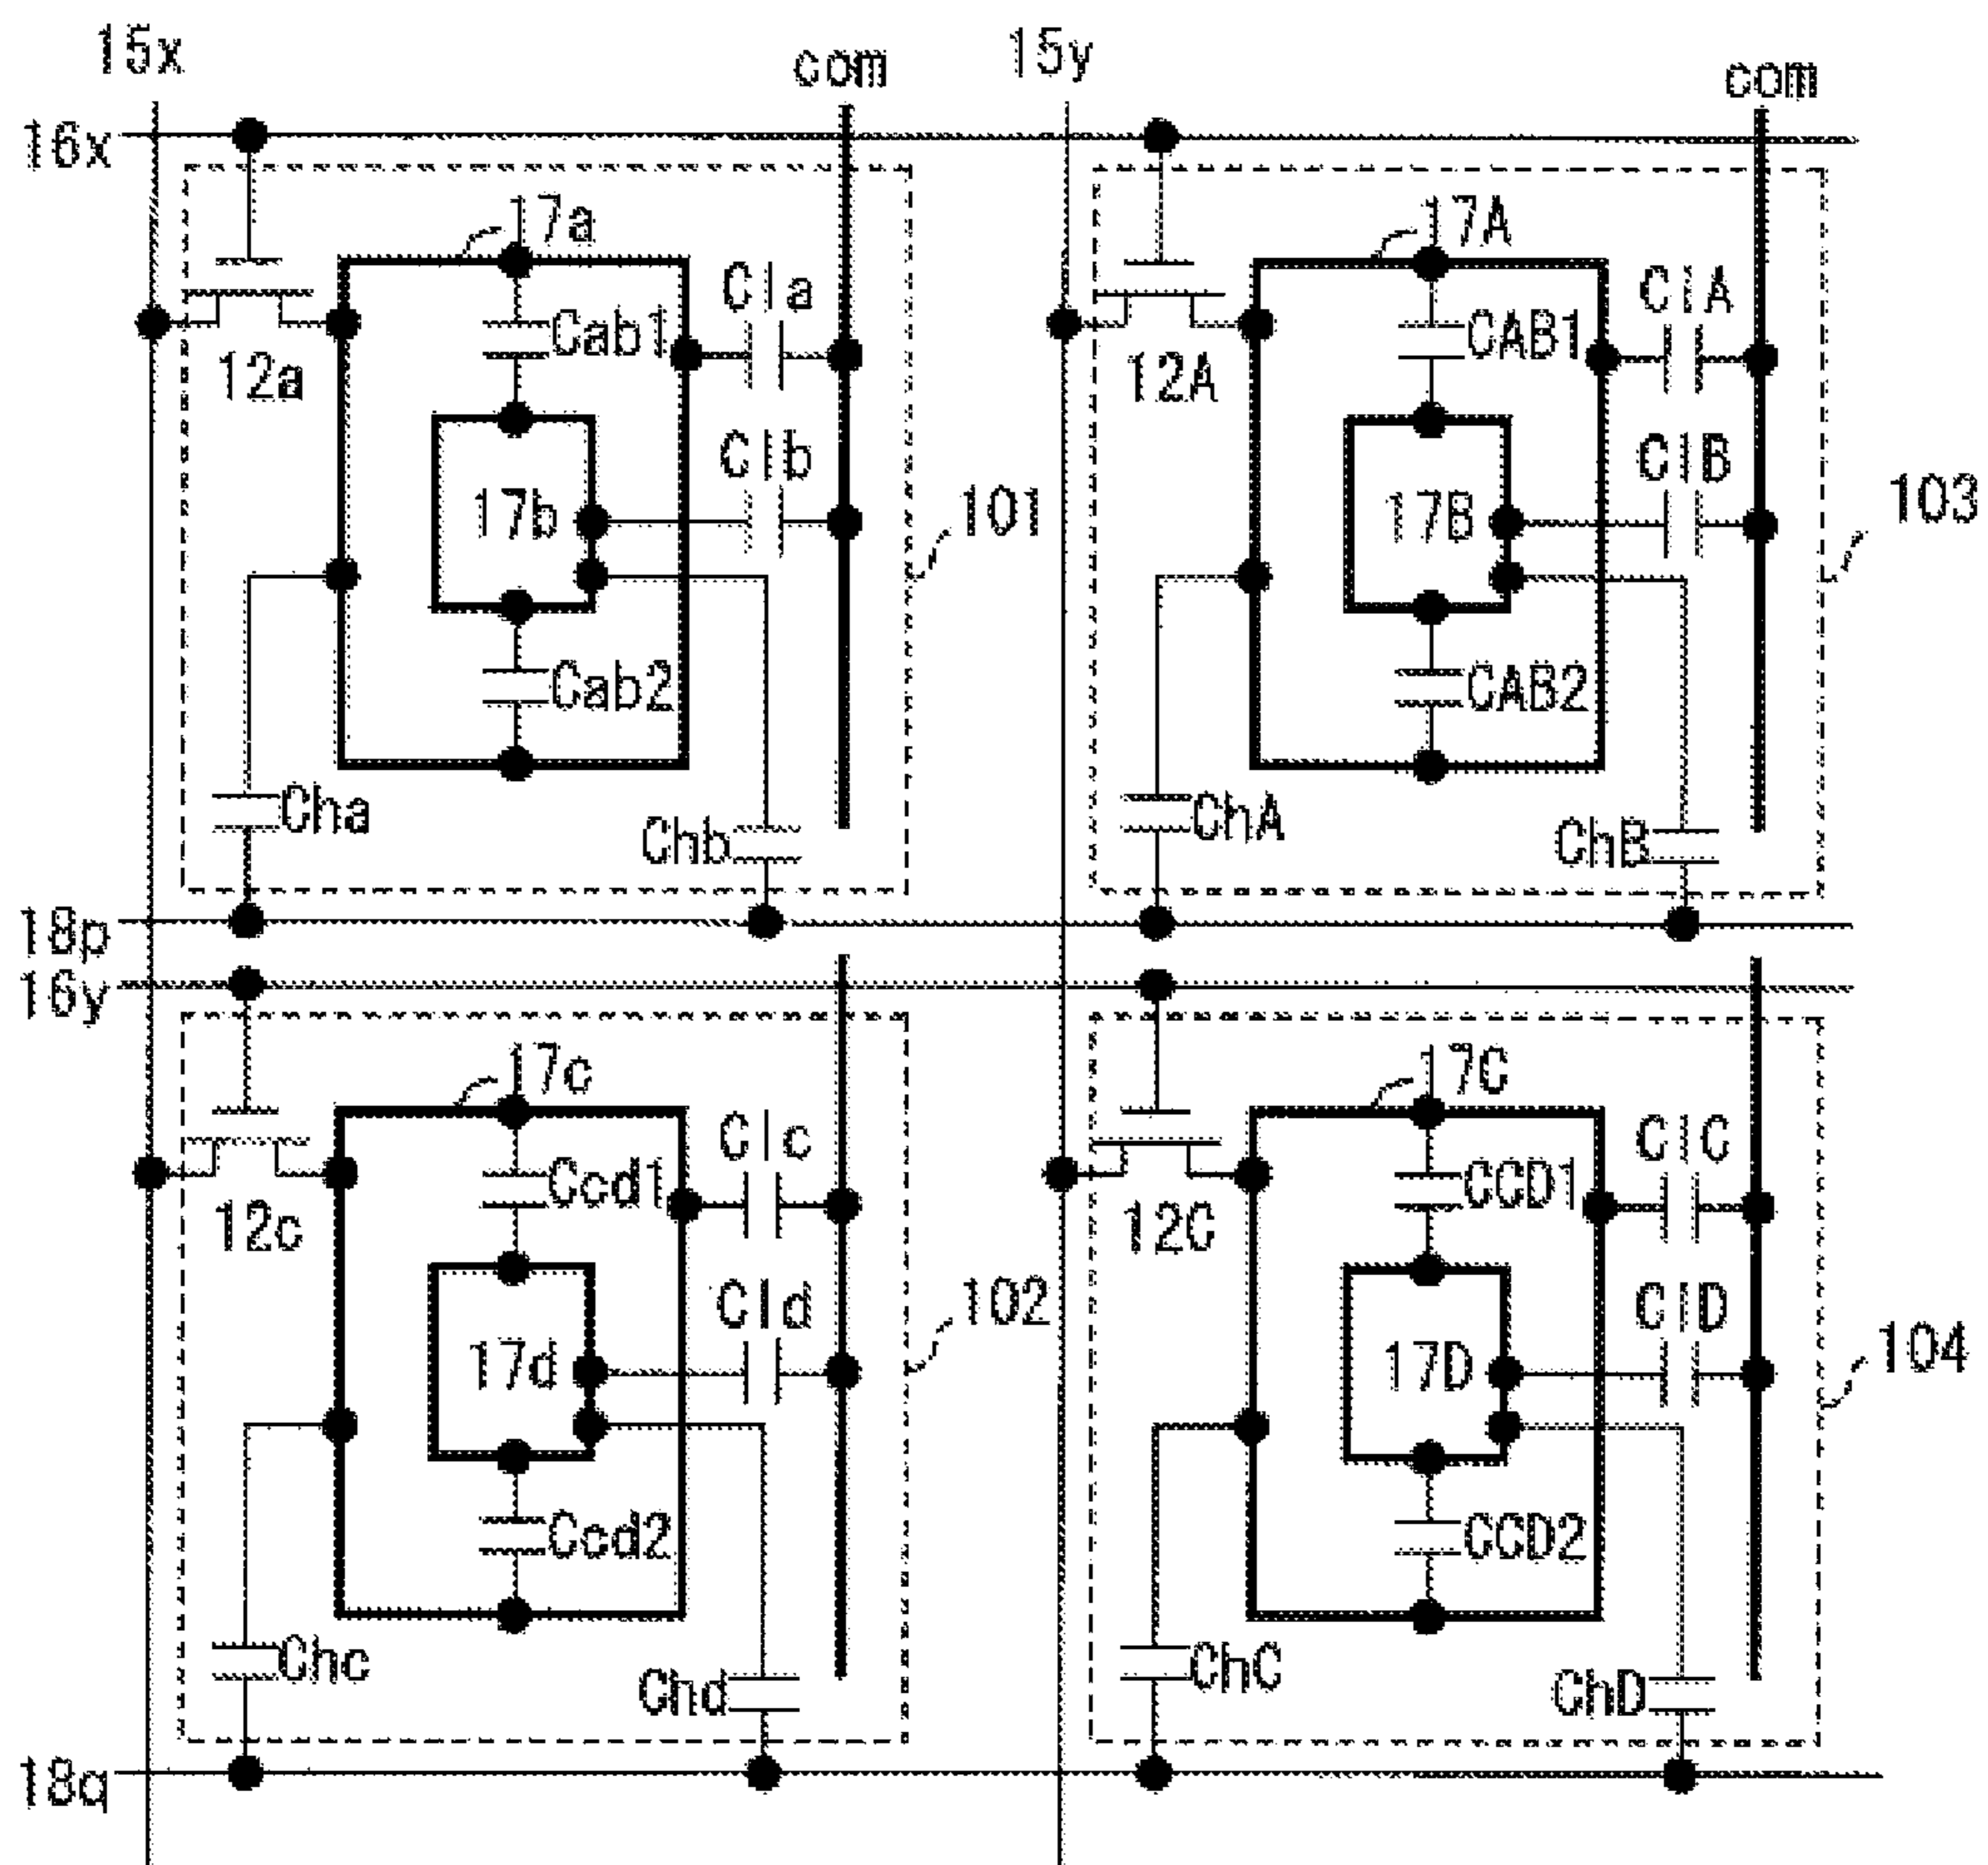 15x
com
15y
com
16x
17a
17A
Cla
ClA
Cab1
CAB1
12a
12A
Clb
ClB
17b
101
17B
103
Cab2
CAB2
Cha
Chb
ChA
ChB
18p
16y
17c
17C
Clc
ClC
Ccd1
CCD1
12c
12C
Cld
ClD
102
17d
17D
104
Ccd2
CCD2
Chc
Chd
ChC
ChD
18q